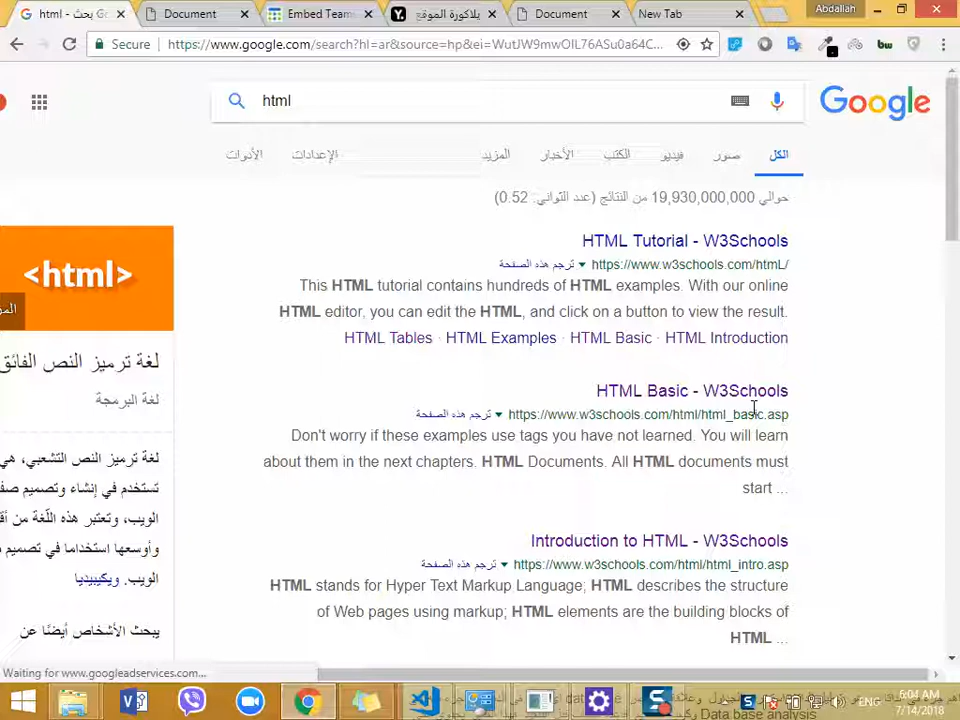 html - بحث G
Document
Embed Team
بلاكورة الموقع
Document
New Tab
Abdallah
Secure
https://www.google.com/search?hl=ar&source=hp&ei=WutJW9mwOIL76ASu0a64C...
html
Google
الكل
صور
فيديو
الكتب
الأخبار
المزيد
الإعدادات
الأدوات
حوالي 19,930,000,000 من النتائج (عدد الثواني: 0.52)
HTML Tutorial - W3Schools
https://www.w3schools.com/htmL/ ترجم هذه الصفحة
This HTML tutorial contains hundreds of HTML examples. With our online
HTML editor, you can edit the HTML, and click on a button to view the result.
HTML Tables · HTML Examples · HTML Basic · HTML Introduction
HTML Basic - W3Schools
https://www.w3schools.com/html/html_basic.asp ترجم هذه الصفحة
Don't worry if these examples use tags you have not learned. You will learn
about them in the next chapters. HTML Documents. All HTML documents must
start ...
Introduction to HTML - W3Schools
https://www.w3schools.com/html/html_intro.asp ترجم هذه الصفحة
HTML stands for Hyper Text Markup Language; HTML describes the structure
of Web pages using markup; HTML elements are the building blocks of
HTML ...
<html>
المز
لغة ترميز النص الفائق
لغة البرمجة
لغة ترميز النص التشعبي، هي
تستخدم في إنشاء وتصميم صف
الويب، وتعتبر هذه اللّغة من أق
وأوسعها استخداما في تصميم ص
الويب. ويكيبيديا
يبحث الأشخاص أيضًا عن
Waiting for www.googleadservices.com...
ENG
6:04 AM
7/14/2018
Data base analysis